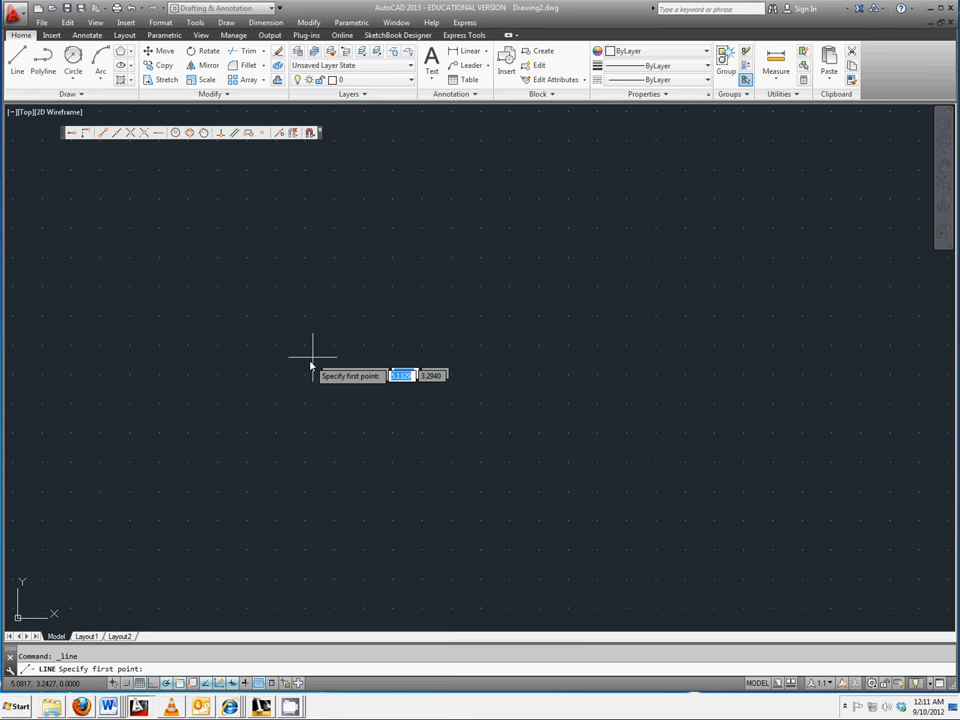 AutoCAD 2013 - EDUCATIONAL VERSION Drawing2.dwg
Drafting & Annotation
Type a keyword or phrase
Sign In
File Edit View Insert Format Tools Draw Dimension Modify Parametric Window Help Express
Home Insert Annotate Layout Parametric View Manage Output Plug-ins Online SketchBook Designer Express Tools
Line Polyline Circle Arc
Move Rotate Trim
Copy Mirror Fillet
Stretch Scale Array
Unsaved Layer State
0
Text
Linear
Leader
Table
Insert
Create
Edit
Edit Attributes
ByLayer
ByLayer
ByLayer
Group
Measure
Paste
Draw Modify Layers Annotation Block Properties Groups Utilities Clipboard
[−][Top][2D Wireframe]
Specify first point: 5.1329 3.2940
Y
X
Model Layout1 Layout2
Command: _line
LINE Specify first point:
5.0817, 3.2427, 0.0000
MODEL
1:1
Start
12:11 AM
9/10/2012